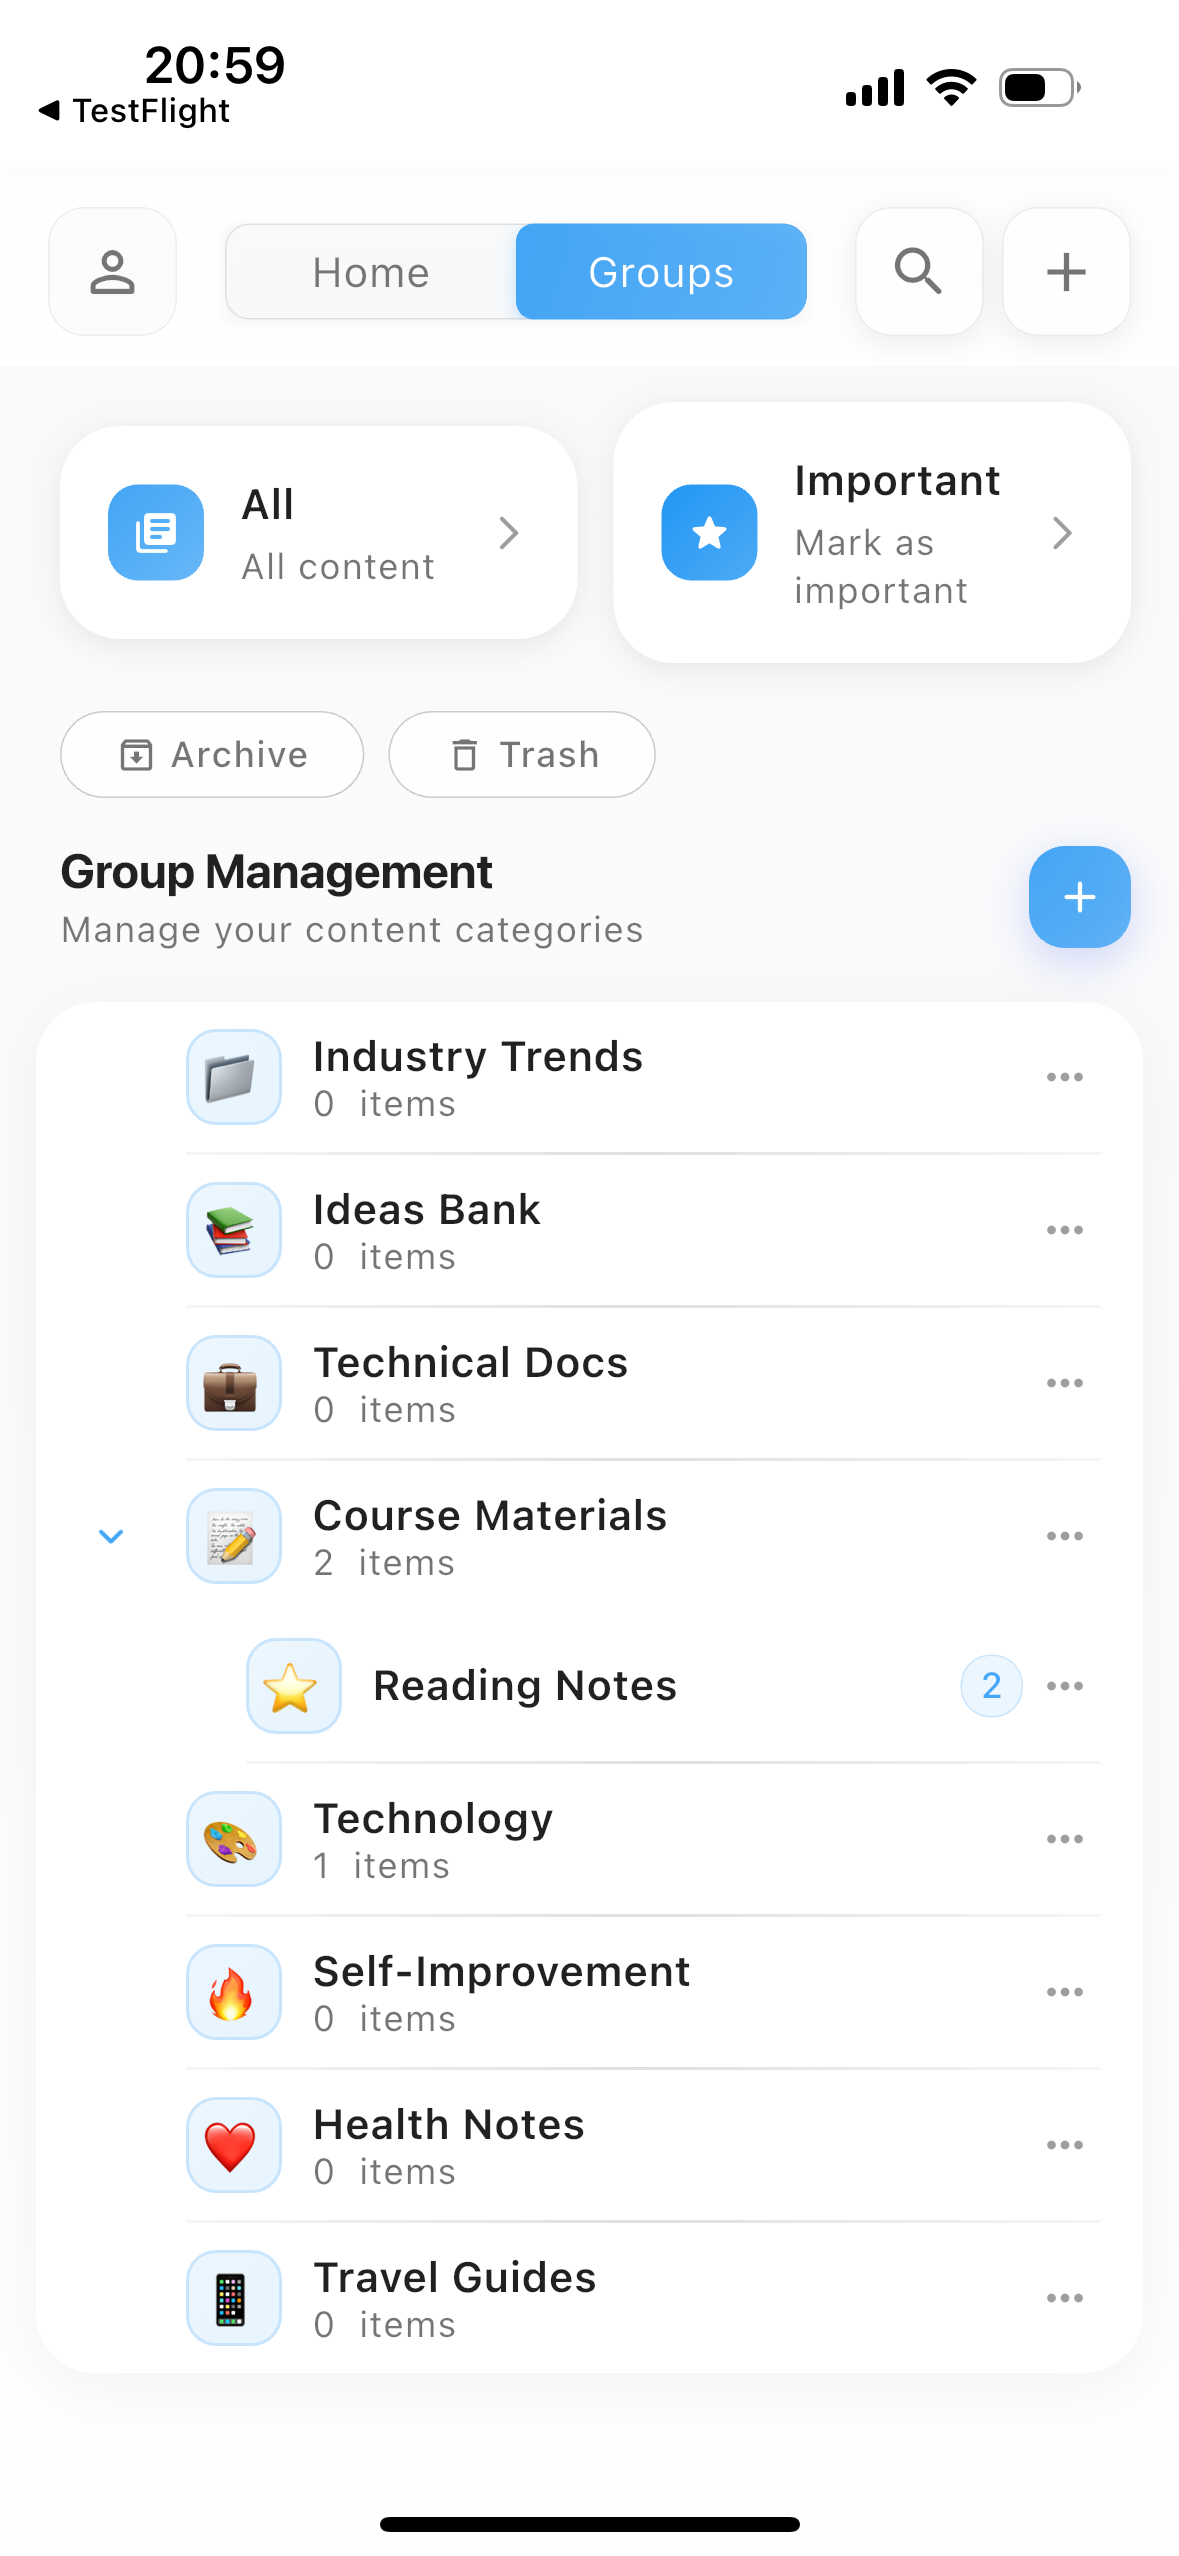 20:59
◀ TestFlight
Home
Groups
All
All content
Important
Mark as
important
Archive
Trash
Group Management
Manage your content categories
Industry Trends
0 items
Ideas Bank
0 items
Technical Docs
0 items
Course Materials
2 items
Reading Notes
2
Technology
1 items
Self-Improvement
0 items
Health Notes
0 items
Travel Guides
0 items